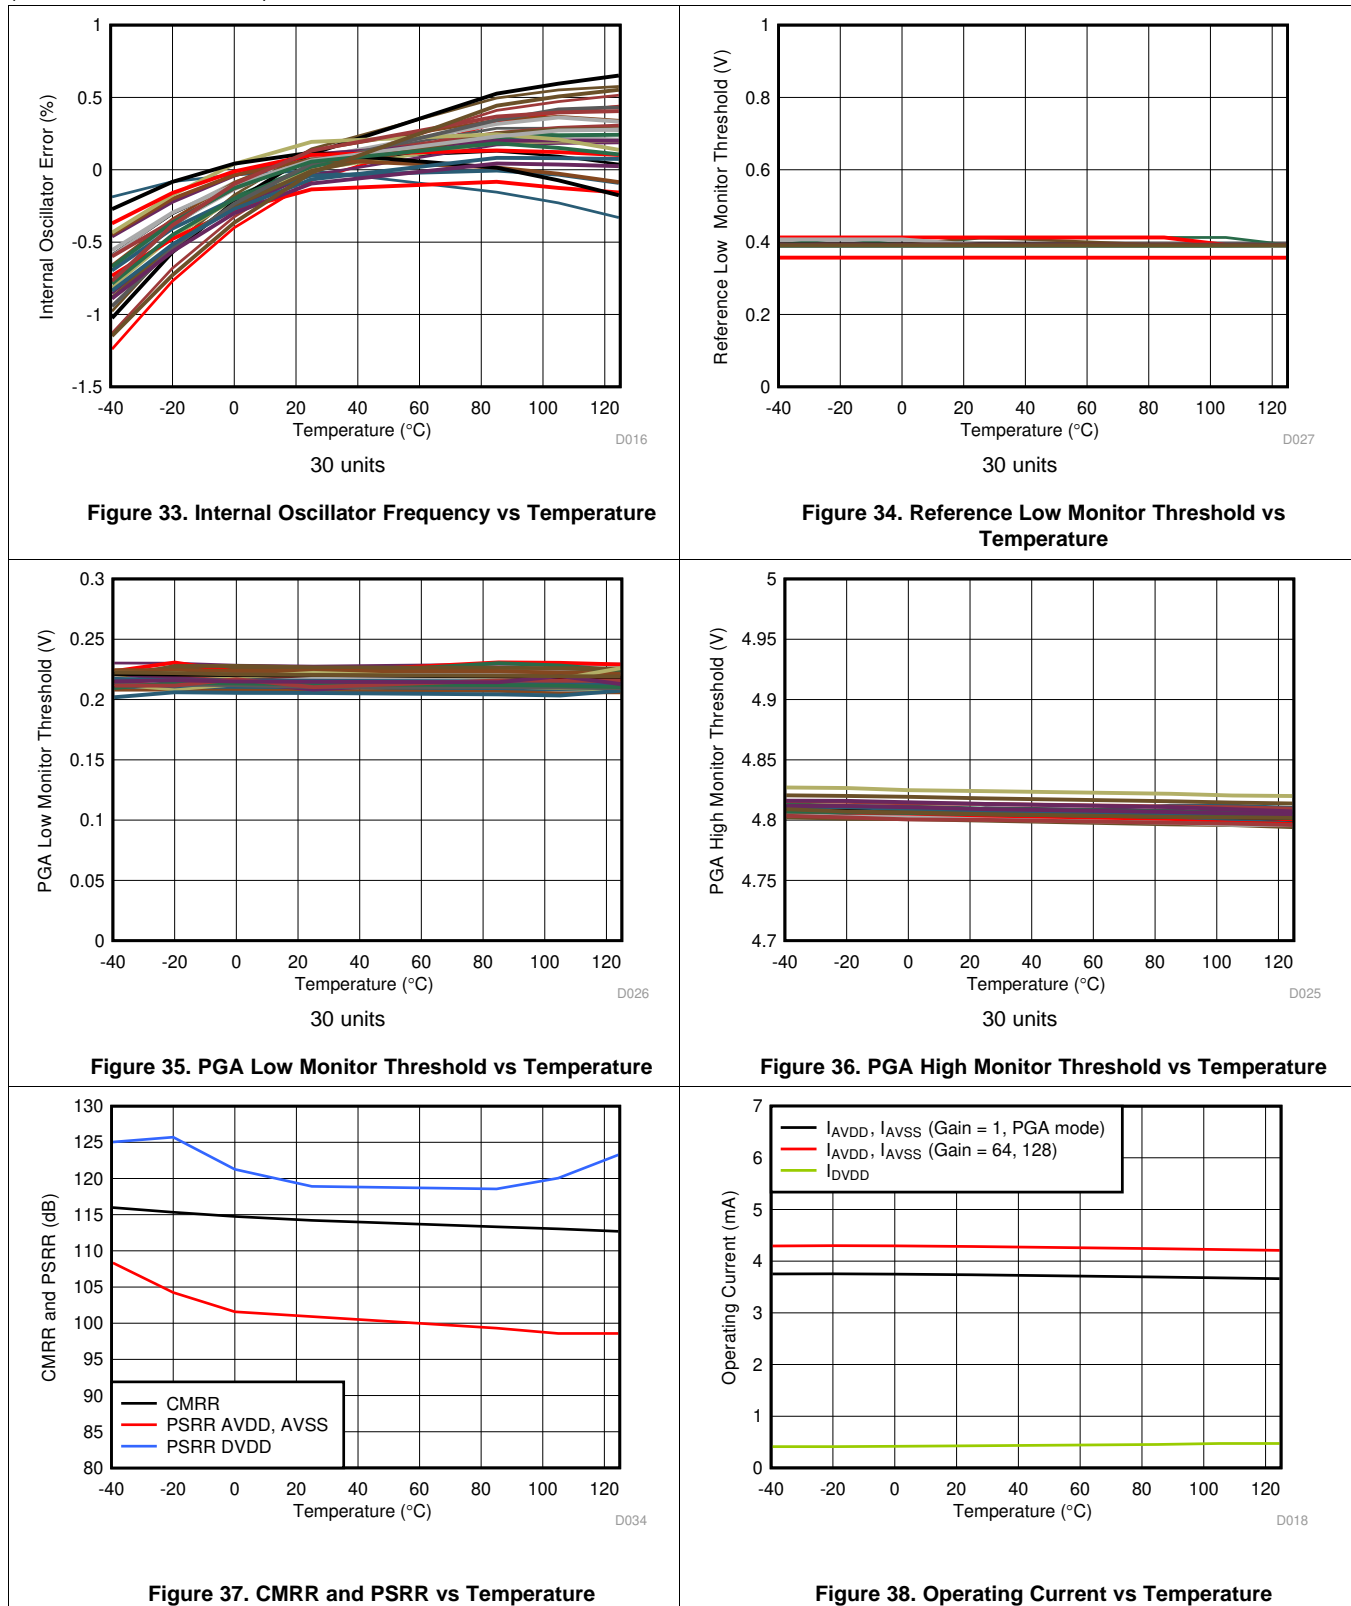 1
0.5
0
-0.5
-1
-1.5
Internal Oscillator Error (%)
-40 -20 0 20 40 60 80 100 120
Temperature (°C)
D016
30 units
Figure 33. Internal Oscillator Frequency vs Temperature
1
0.8
0.6
0.4
0.2
0
Reference Low Monitor Threshold (V)
-40 -20 0 20 40 60 80 100 120
Temperature (°C)
D027
30 units
Figure 34. Reference Low Monitor Threshold vs
Temperature
0.3
0.25
0.2
0.15
0.1
0.05
0
PGA Low Monitor Threshold (V)
-40 -20 0 20 40 60 80 100 120
Temperature (°C)
D026
30 units
Figure 35. PGA Low Monitor Threshold vs Temperature
5
4.95
4.9
4.85
4.8
4.75
4.7
PGA High Monitor Threshold (V)
-40 -20 0 20 40 60 80 100 120
Temperature (°C)
D025
30 units
Figure 36. PGA High Monitor Threshold vs Temperature
130
125
120
115
110
105
100
95
90
85
80
CMRR and PSRR (dB)
CMRR
PSRR AVDD, AVSS
PSRR DVDD
-40 -20 0 20 40 60 80 100 120
Temperature (°C)
D034
Figure 37. CMRR and PSRR vs Temperature
7
6
5
4
3
2
1
0
Operating Current (mA)
IAVDD, IAVSS (Gain = 1, PGA mode)
IAVDD, IAVSS (Gain = 64, 128)
IDVDD
-40 -20 0 20 40 60 80 100 120
Temperature (°C)
D018
Figure 38. Operating Current vs Temperature